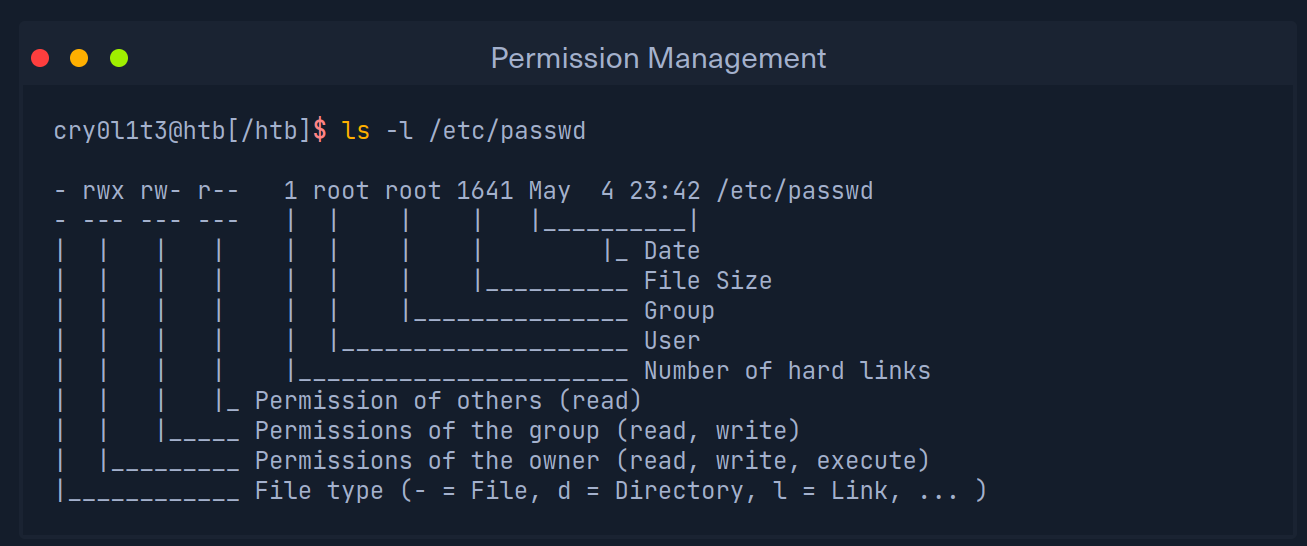 Permission Management
cry0l1t3@htb[/htb]$ ls -l /etc/passwd
- rwx rw- r--   1 root root 1641 May  4 23:42 /etc/passwd
- --- --- ---   |  |    |    |   |__________|
|  |   |   |    |  |    |    |        |_ Date
|  |   |   |    |  |    |    |__________ File Size
|  |   |   |    |  |    |_______________ Group
|  |   |   |    |  |____________________ User
|  |   |   |    |_______________________ Number of hard links
|  |   |   |_ Permission of others (read)
|  |   |_____ Permissions of the group (read, write)
|  |_________ Permissions of the owner (read, write, execute)
|____________ File type (- = File, d = Directory, l = Link, ... )